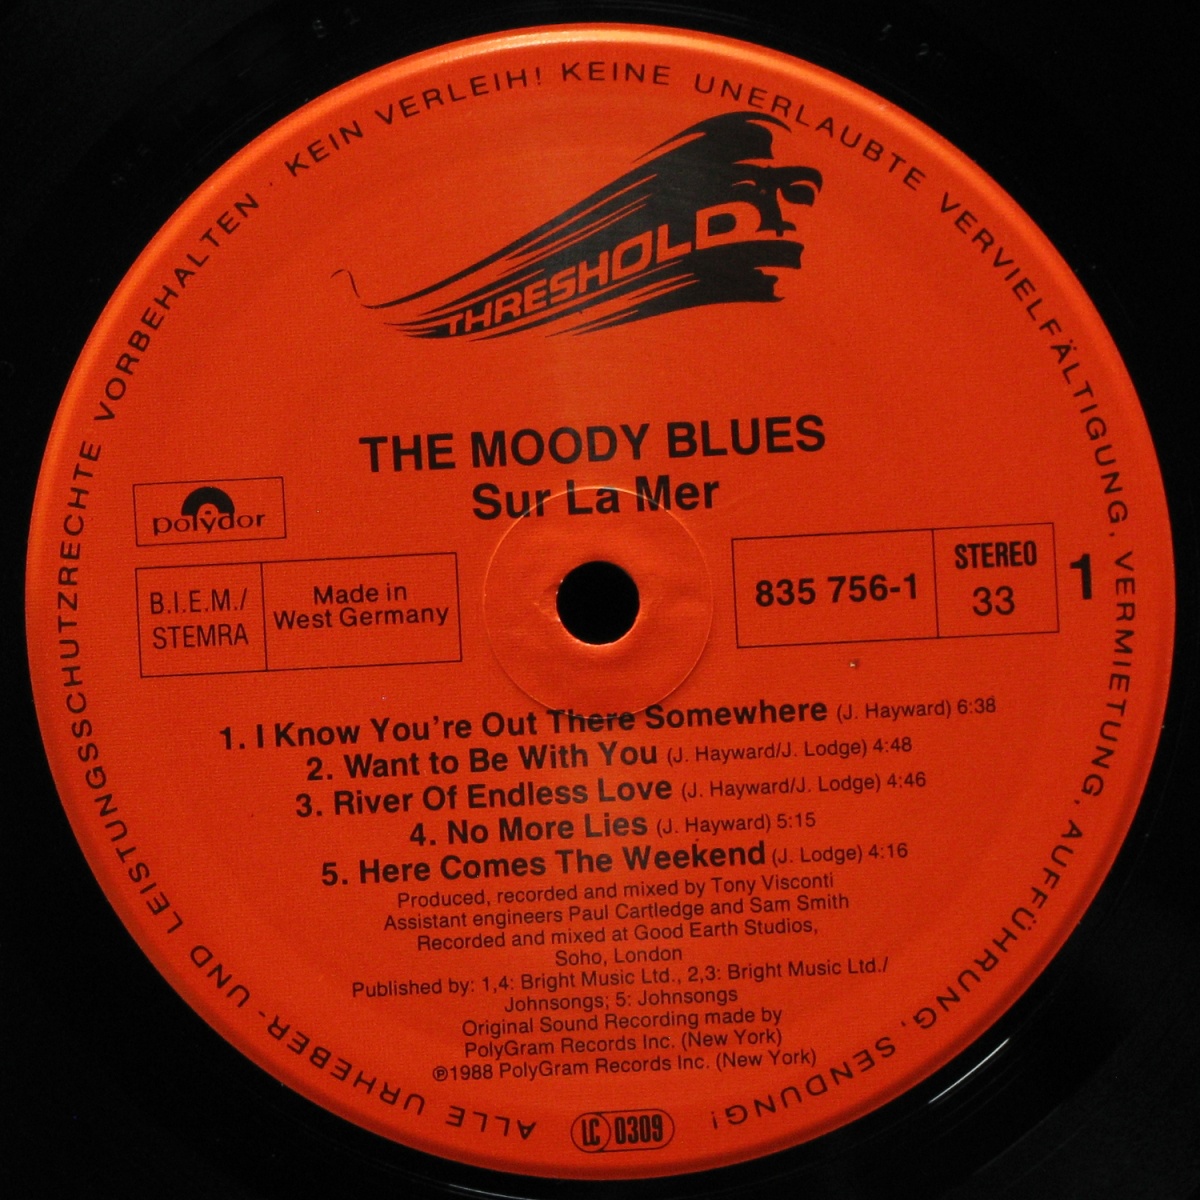 ALLE URHEBER- UND LEISTUNGSSCHUTZRECHTE VORBEHALTEN · KEIN VERLEIH! KEINE UNERLAUBTE VERVIELFÄLTIGUNG, VERMIETUNG, AUFFÜHRUNG, SENDUNG!
THRESHOLD
THE MOODY BLUES
Sur La Mer
polydor
B.I.E.M./
STEMRA
Made in
West Germany
835 756-1
STEREO
33
1
1. I Know You're Out There Somewhere (J. Hayward) 6:38
2. Want to Be With You (J. Hayward/J. Lodge) 4:48
3. River Of Endless Love (J. Hayward/J. Lodge) 4:46
4. No More Lies (J. Hayward) 5:15
5. Here Comes The Weekend (J. Lodge) 4:16
Produced, recorded and mixed by Tony Visconti
Assistant engineers Paul Cartledge and Sam Smith
Recorded and mixed at Good Earth Studios,
Soho, London
Published by: 1,4: Bright Music Ltd., 2,3: Bright Music Ltd./
Johnsongs; 5: Johnsongs
Original Sound Recording made by
PolyGram Records Inc. (New York)
℗1988 PolyGram Records Inc. (New York)
LC 0309